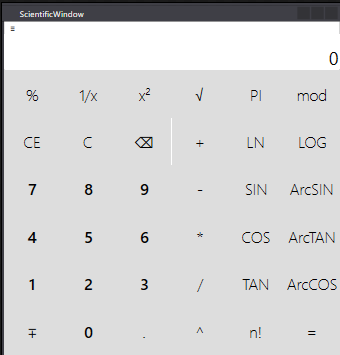 ScientificWindow
≡
0
% 1/x x² √ PI mod
CE C ⌫ + LN LOG
7 8 9 - SIN ArcSIN
4 5 6 * COS ArcTAN
1 2 3 / TAN ArcCOS
∓ 0 . ^ n! =